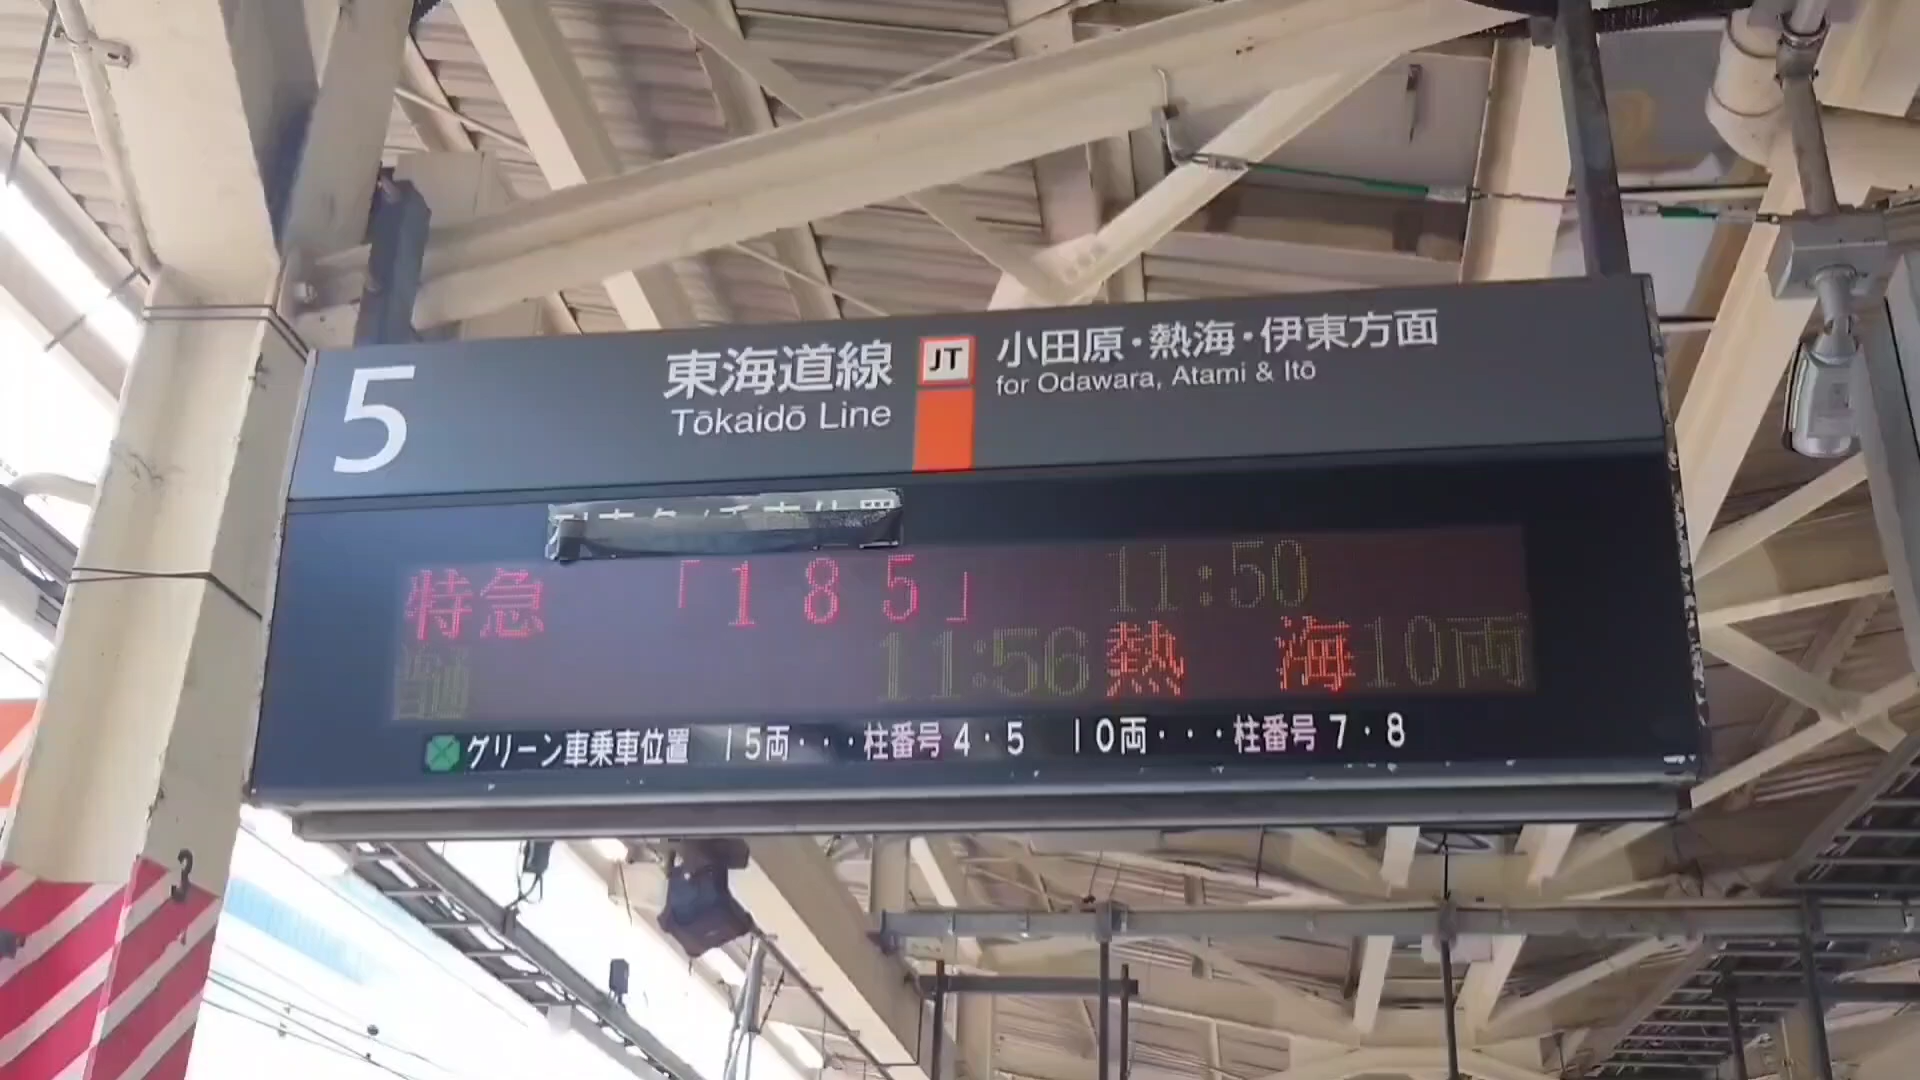 5
東海道線
Tōkaidō Line
JT
小田原・熱海・伊東方面
for Odawara, Atami & Itō
特急 「185」 11:50
普通 11:56 熱 海 10両
グリーン車乗車位置 15両・・・柱番号4・5 10両・・・柱番号7・8
3